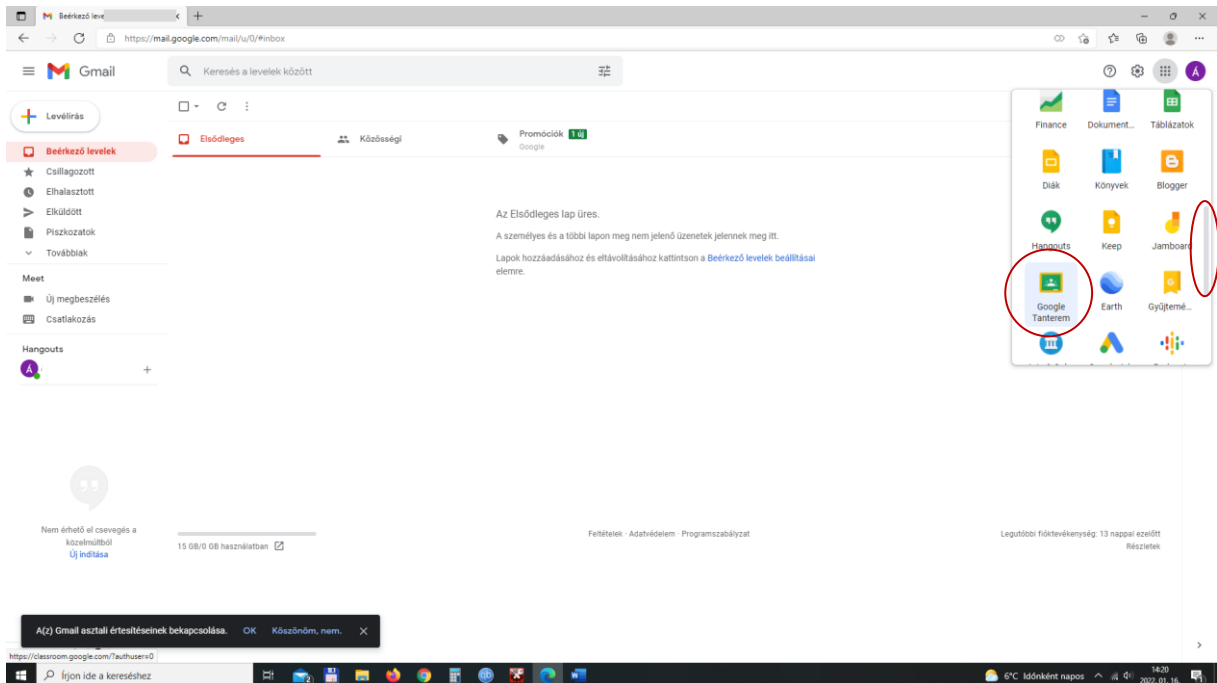 Beérkező leve
https://mail.google.com/mail/u/0/#inbox
Gmail
Keresés a levelek között
Á
Levélírás
Beérkező levelek
Csillagozott
Elhalasztott
Elküldött
Piszkozatok
Továbbiak
Meet
Új megbeszélés
Csatlakozás
Hangouts
Á
Nem érhető el csevegés a
közelmúltból
Új indítása
Elsődleges
Közösségi
Promóciók 1 új
Google
Az Elsődleges lap üres.
A személyes és a többi lapon meg nem jelenő üzenetek jelennek meg itt.
Lapok hozzáadásához és eltávolításához kattintson a Beérkező levelek beállításai
elemre.
Finance Dokument... Táblázatok
Diák Könyvek Blogger
Hangouts Keep Jamboard
Google
Tanterem
Earth Gyűjtemé...
15 GB/0 GB használatban
Feltételek · Adatvédelem · Programszabályzat
Legutóbbi fióktevékenység: 13 nappal ezelőtt
Részletek
A(z) Gmail asztali értesítéseinek bekapcsolása. OK Köszönöm, nem.
https://classroom.google.com/?authuser=0
Írjon ide a kereséshez
6°C Időnként napos
14:20
2022. 01. 16.